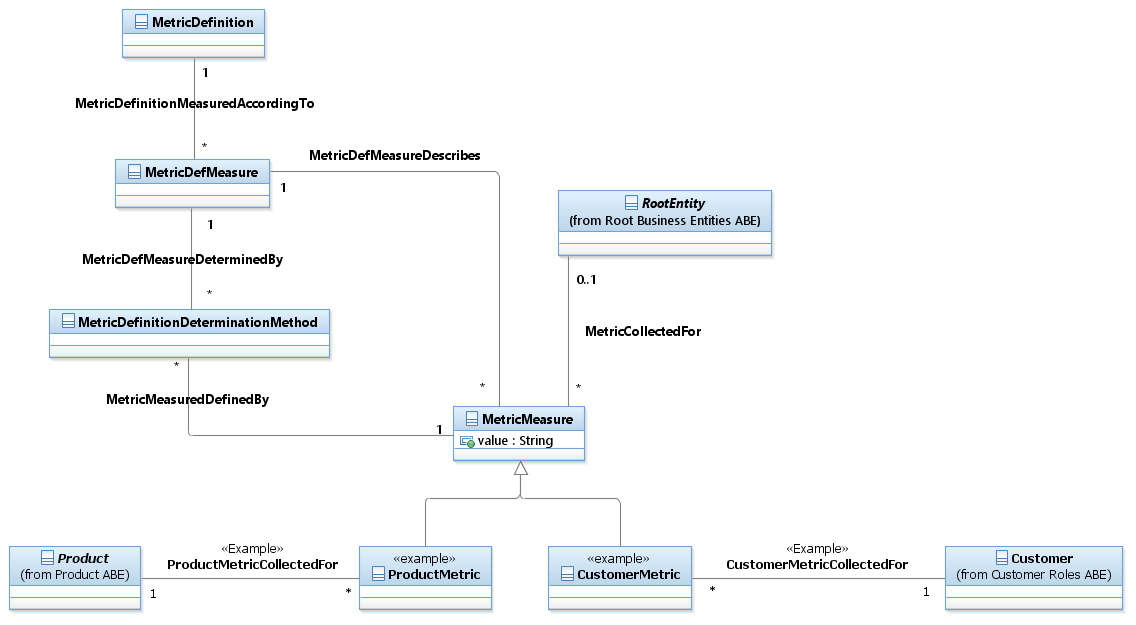 MetricDefinition
1
MetricDefinitionMeasuredAccordingTo
*
MetricDefMeasure
MetricDefMeasureDescribes
1
1
RootEntity
(from Root Business Entities ABE)
MetricDefMeasureDeterminedBy
0..1
*
MetricDefinitionDeterminationMethod
MetricCollectedFor
*
*
*
MetricMeasuredDefinedBy
1
MetricMeasure
value : String
Product
(from Product ABE)
«Example»
ProductMetricCollectedFor
1
*
«example»
ProductMetric
«example»
CustomerMetric
«Example»
CustomerMetricCollectedFor
*
1
Customer
(from Customer Roles ABE)